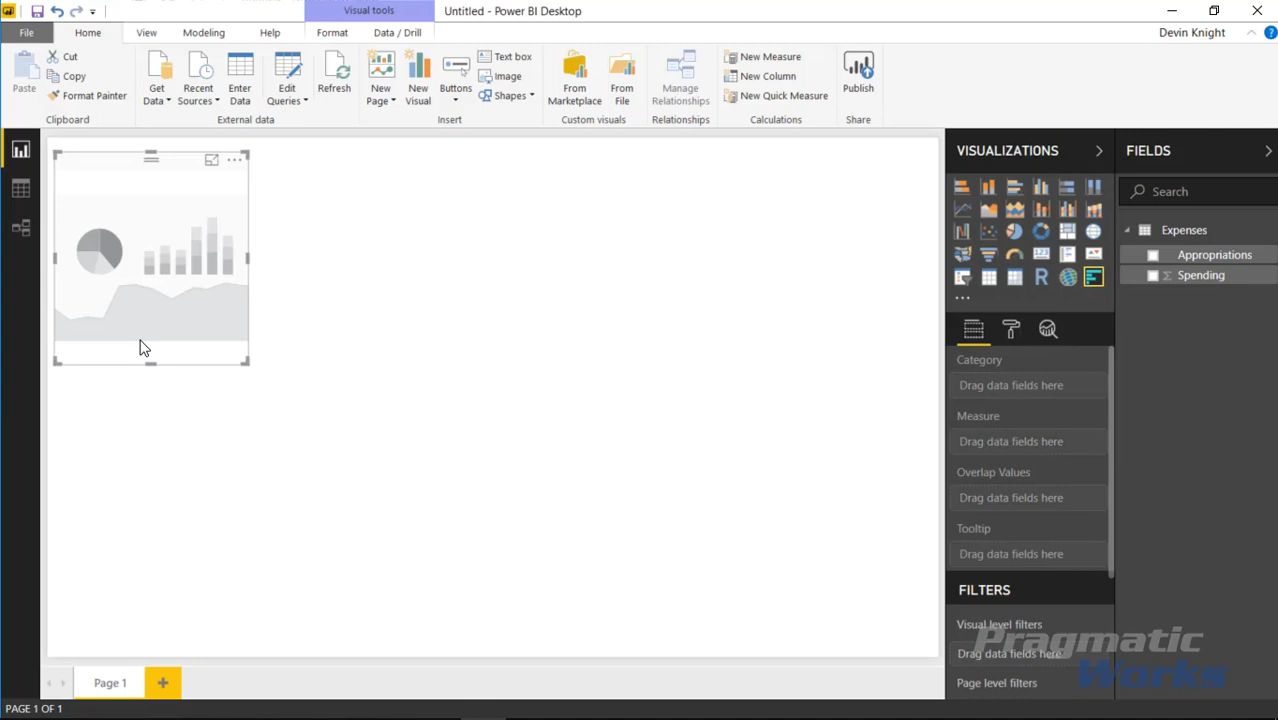 Visual tools
Untitled - Power BI Desktop
File
Home
View
Modeling
Help
Format
Data / Drill
Devin Knight
Paste
Cut
Copy
Format Painter
Clipboard
Get Data
Recent Sources
Enter Data
Edit Queries
Refresh
External data
New Page
New Visual
Buttons
Text box
Image
Shapes
Insert
From Marketplace
From File
Custom visuals
Manage Relationships
Relationships
New Measure
New Column
New Quick Measure
Calculations
Publish
Share
VISUALIZATIONS
R
123
Category
Drag data fields here
Measure
Drag data fields here
Overlap Values
Drag data fields here
Tooltip
Drag data fields here
FILTERS
Visual level filters
Drag data fields here
Page level filters
FIELDS
Search
Expenses
Appropriations
Σ Spending
Pragmatic
Works
Page 1
PAGE 1 OF 1